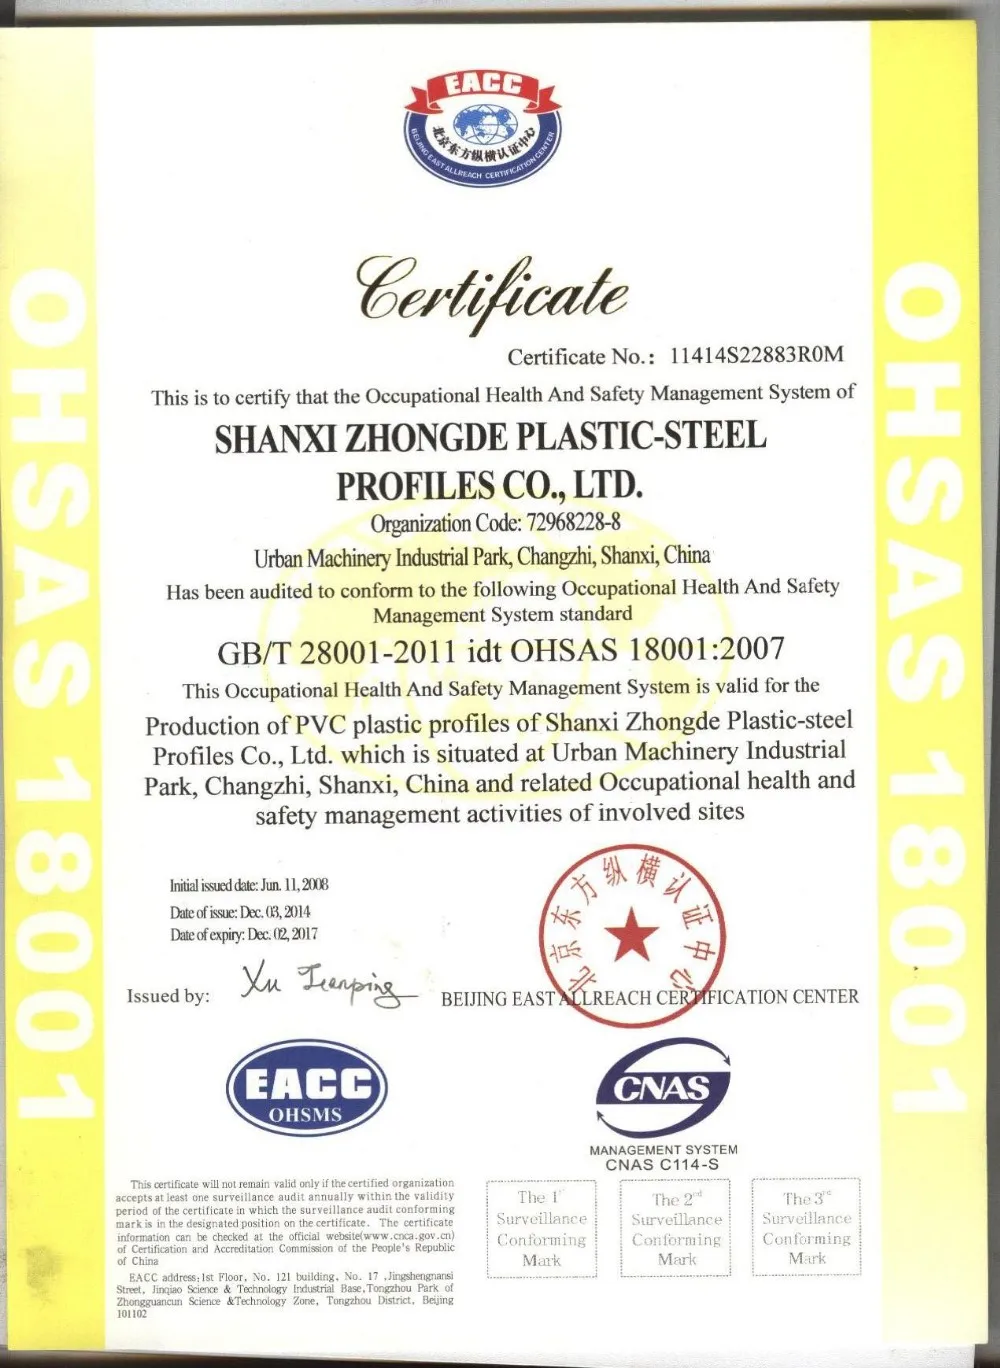 EACC
北京东方纵横认证中心
BEIJING EAST ALLREACH CERTIFICATION CENTER
Certificate
Certificate No.: 11414S22883R0M
This is to certify that the Occupational Health And Safety Management System of
SHANXI ZHONGDE PLASTIC-STEEL
PROFILES CO., LTD.
Organization Code: 72968228-8
Urban Machinery Industrial Park, Changzhi, Shanxi, China
Has been audited to conform to the following Occupational Health And Safety
Management System standard
GB/T 28001-2011 idt OHSAS 18001:2007
This Occupational Health And Safety Management System is valid for the
Production of PVC plastic profiles of Shanxi Zhongde Plastic-steel
Profiles Co., Ltd. which is situated at Urban Machinery Industrial
Park, Changzhi, Shanxi, China and related Occupational health and
safety management activities of involved sites
OHSAS 18001
OHSAS 18001
Initial issued date: Jun. 11, 2008
Date of issue: Dec. 03, 2014
Date of expiry: Dec. 02, 2017
北京东方纵横认证中心
Issued by:
Xu Jianping
BEIJING EAST ALLREACH CERTIFICATION CENTER
EACC
OHSMS
CNAS
MANAGEMENT SYSTEM
CNAS C114-S
This certificate will not remain valid only if the certified organization
accepts at least one surveillance audit annually within the validity
period of the certificate in which the surveillance audit conforming
mark is in the designated position on the certificate. The certificate
information can be checked at the official website(www.cnca.gov.cn)
of Certification and Accreditation Commission of the People's Republic
of China
EACC address:1st Floor, No. 121 building, No. 17 ,Jingshengnansi
Street, Jinqiao Science & Technology Industrial Base,Tongzhou Park of
Zhongguancun Science &Technology Zone, Tongzhou District, Beijing
101102
The 1st
Surveillance
Conforming
Mark
The 2nd
Surveillance
Conforming
Mark
The 3rd
Surveillance
Conforming
Mark